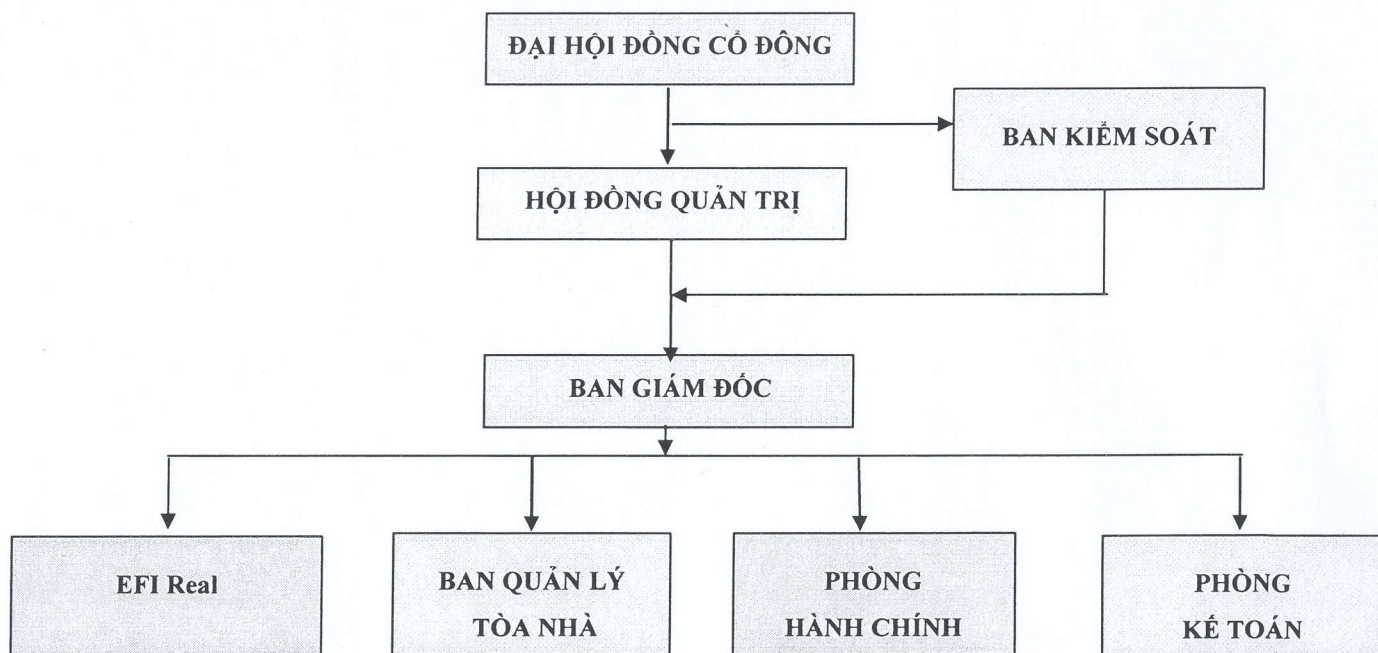 ĐẠI HỘI ĐỒNG CỔ ĐÔNG
BAN KIỂM SOÁT
HỘI ĐỒNG QUẢN TRỊ
BAN GIÁM ĐỐC
EFI Real
BAN QUẢN LÝ
TÒA NHÀ
PHÒNG
HÀNH CHÍNH
PHÒNG
KẾ TOÁN